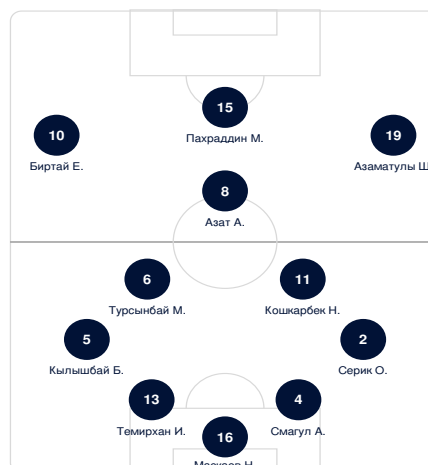 15
Пахраддин М.
10
Биртай Е.
19
Азаматулы Ш
8
Азат А.
6
Турсынбай М.
11
Кошкарбек Н.
5
Кылышбай Б.
2
Серик О.
13
Темирхан И.
4
Смагул А.
16